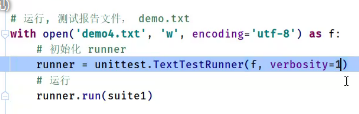 # 运行, 测试报告文件, demo.txt
with open('demo4.txt', 'w', encoding='utf-8') as f:
    # 初始化 runner
    runner = unittest.TextTestRunner(f, verbosity=1)
    # 运行
    runner.run(suite1)